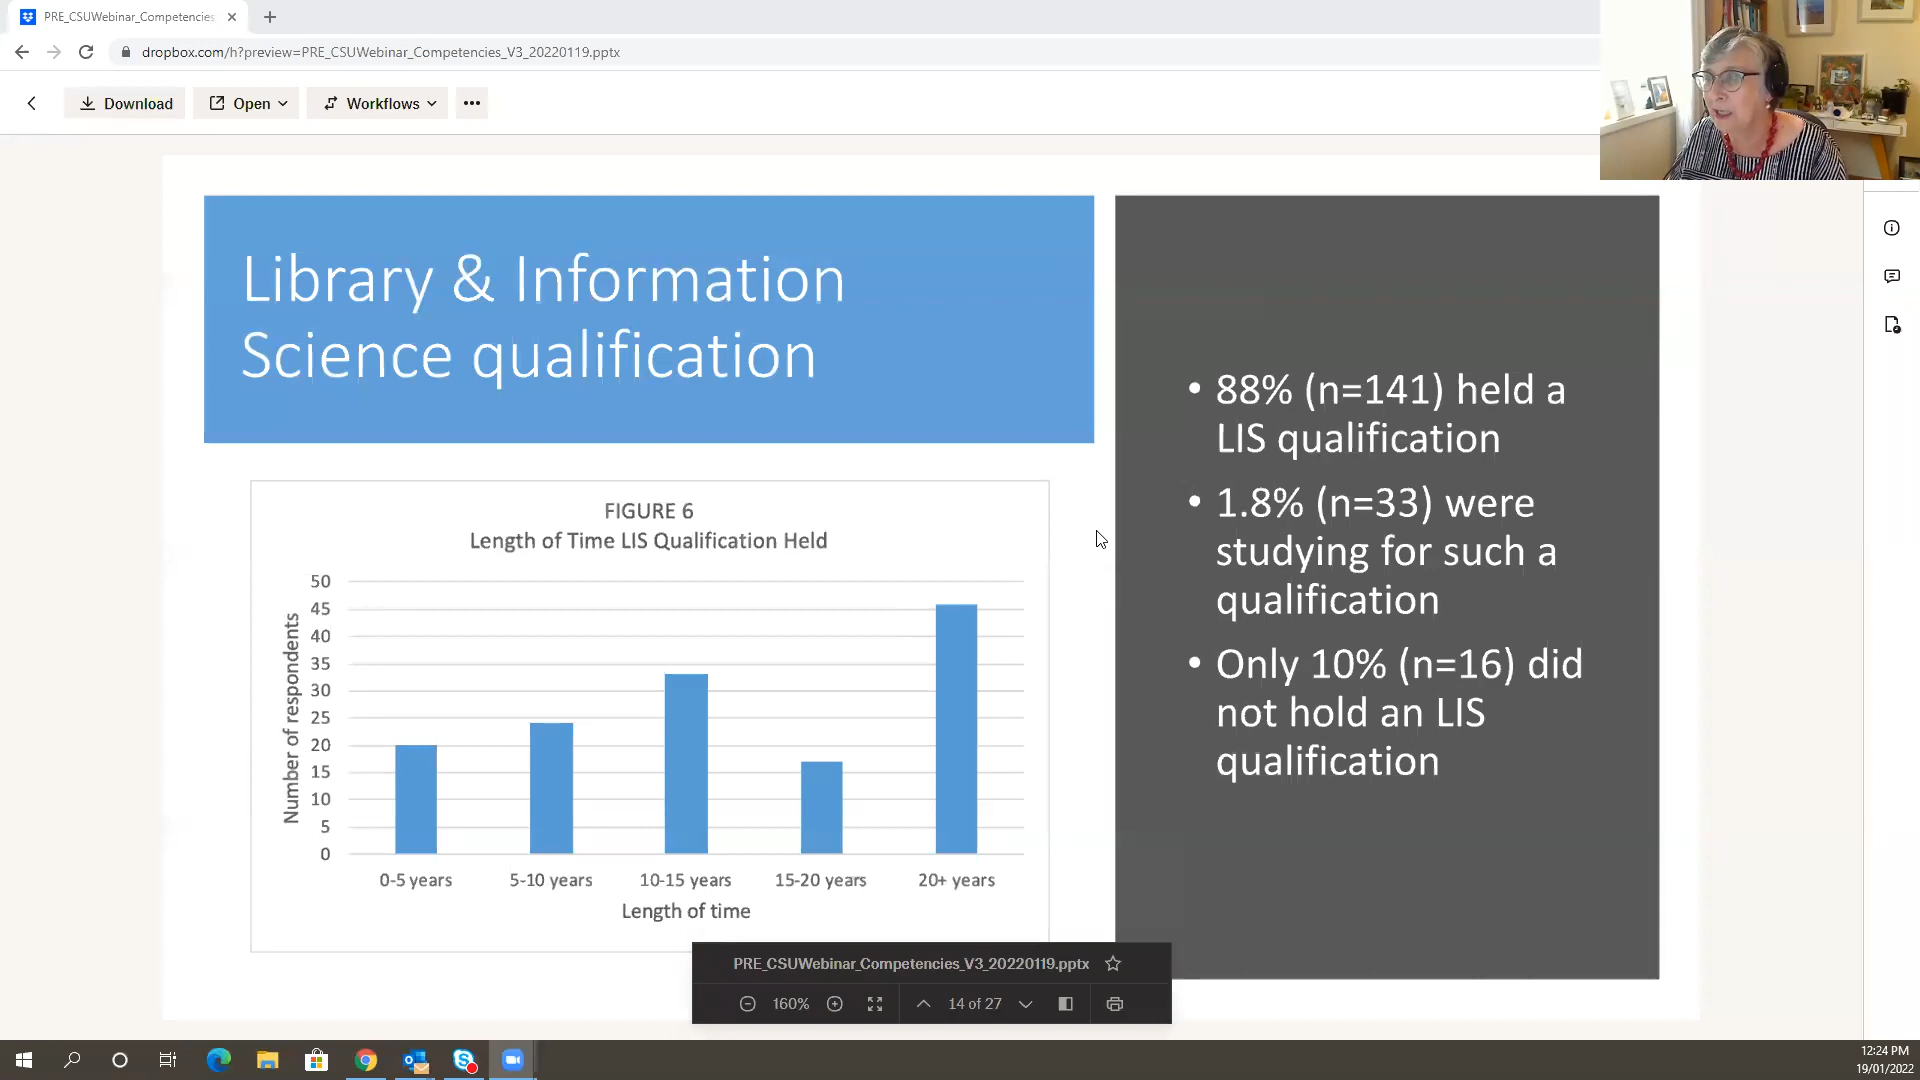 PRE_CSUWebinar_Competencies
dropbox.com/h?preview=PRE_CSUWebinar_Competencies_V3_20220119.pptx
Download
Open
Workflows
Library & Information
Science qualification
FIGURE 6
Length of Time LIS Qualification Held
Number of respondents
50
45
40
35
30
25
20
15
10
5
0
0-5 years
5-10 years
10-15 years
15-20 years
20+ years
Length of time
• 88% (n=141) held a
LIS qualification
• 1.8% (n=33) were
studying for such a
qualification
• Only 10% (n=16) did
not hold an LIS
qualification
PRE_CSUWebinar_Competencies_V3_20220119.pptx
160%
14 of 27
12:24 PM
19/01/2022